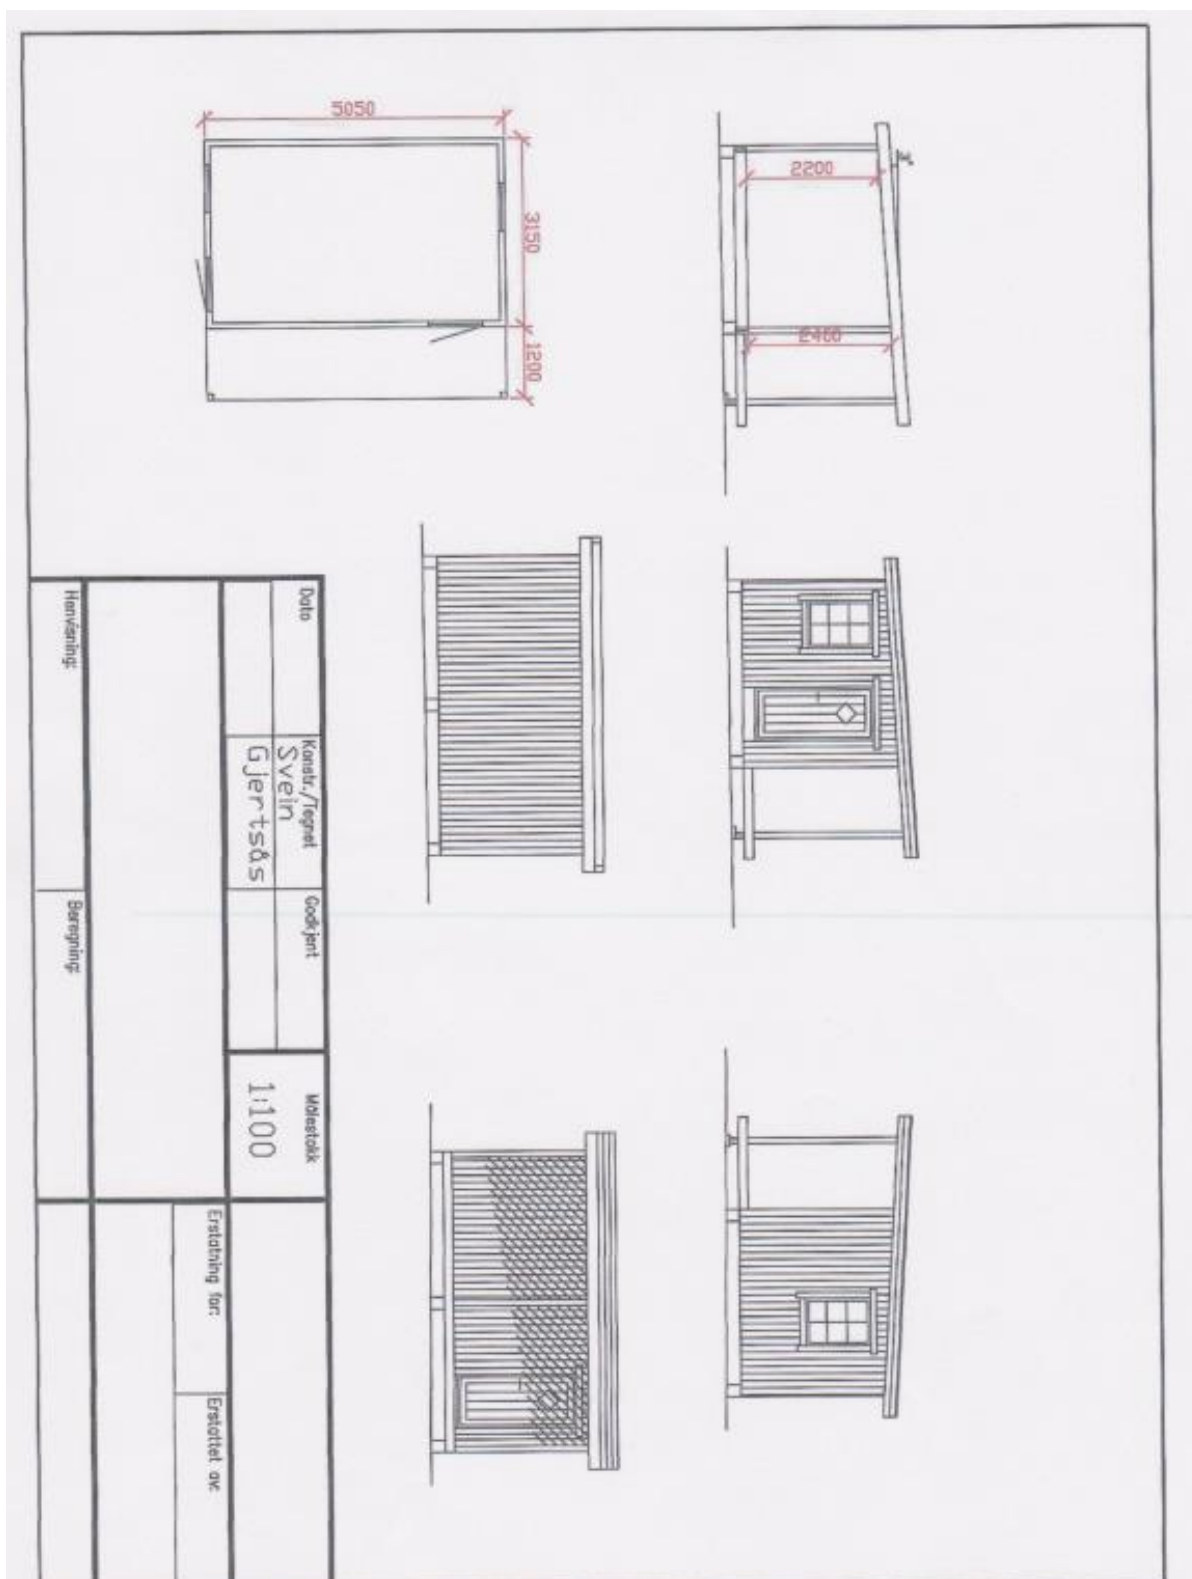 5050
3150
1200
2200
2400
Dato
Konstr./Tegnet
Svein
Gjertsås
Godkjent
Målestokk
1:100
Erstatning for:
Erstattet av:
Henvisning:
Beregning: